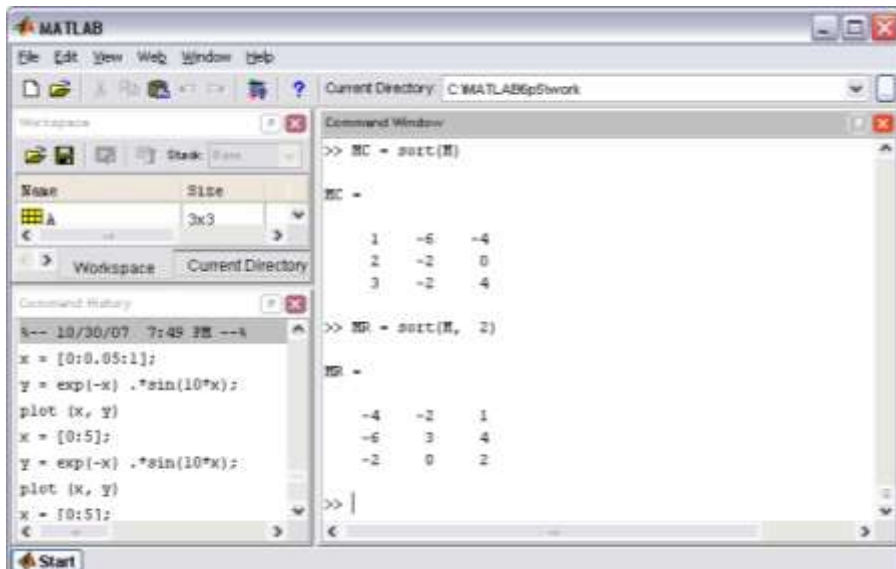 MATLAB
File Edit View Web Window Help
Current Directory: C:\MATLAB6p5\work
Workspace
Stack: Base
Name Size
A 3x3
Workspace Current Directory
Command History
%-- 10/30/07 7:49 PM --%
x = [0:0.05:1];
y = exp(-x) .*sin(10*x);
plot (x, y)
x = [0:5];
y = exp(-x) .*sin(10*x);
plot (x, y)
x = [0:5];
Command Window
>> MC = sort(M)
MC =
1 -6 -4
2 -2 0
3 -2 4
>> MR = sort(M, 2)
MR =
-4 -2 1
-6 3 4
-2 0 2
>>
Start